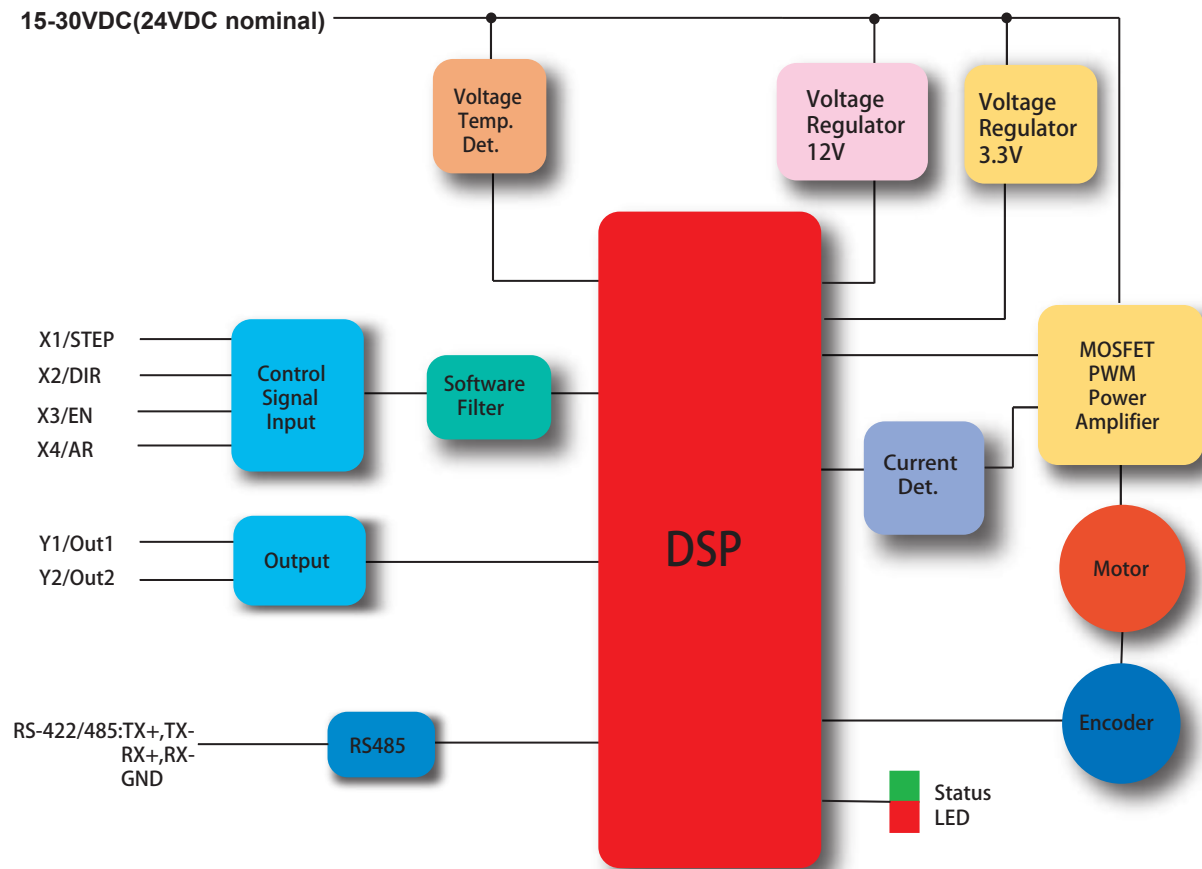 15-30VDC(24VDC nominal)
Voltage
Temp.
Det.
Voltage
Regulator
12V
Voltage
Regulator
3.3V
X1/STEP
X2/DIR
X3/EN
X4/AR
Control
Signal
Input
Software
Filter
MOSFET
PWM
Power
Amplifier
Current
Det.
DSP
Y1/Out1
Y2/Out2
Output
Motor
RS-422/485:TX+,TX-
RX+,RX-
GND
RS485
Encoder
Status
LED